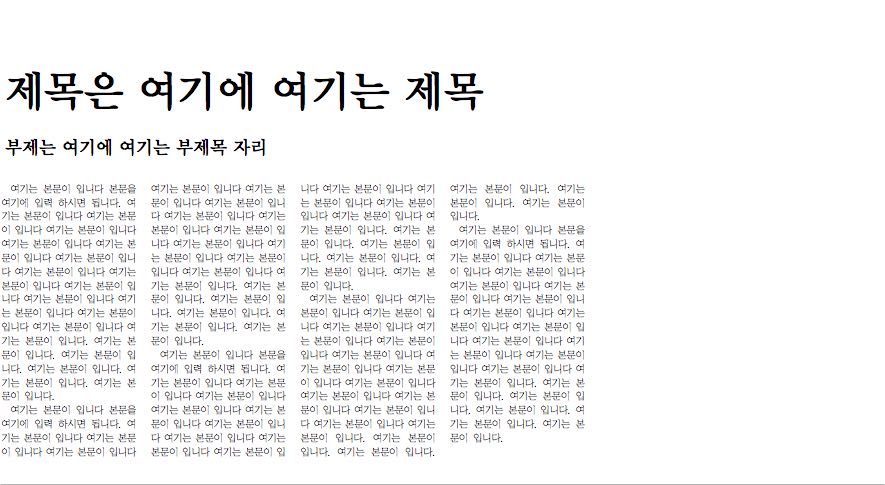 제목은 여기에 여기는 제목
부제는 여기에 여기는 부제목 자리
여기는 본문이 입니다 본문을
여기에 입력 하시면 됩니다. 여
기는 본문이 입니다 여기는 본문
이 입니다 여기는 본문이 입니다
여기는 본문이 입니다 여기는 본
문이 입니다 여기는 본문이 입니
다 여기는 본문이 입니다 여기는
본문이 입니다 여기는 본문이 입
니다 여기는 본문이 입니다 여기
는 본문이 입니다 여기는 본문이
입니다 여기는 본문이 입니다 여
기는 본문이 입니다. 여기는 본
문이 입니다. 여기는 본문이 입
니다. 여기는 본문이 입니다. 여
기는 본문이 입니다. 여기는 본
문이 입니다.
여기는 본문이 입니다 본문을
여기에 입력 하시면 됩니다. 여
기는 본문이 입니다 여기는 본문
이 입니다 여기는 본문이 입니다
여기는 본문이 입니다 여기는 본
문이 입니다 여기는 본문이 입니
다 여기는 본문이 입니다 여기는
본문이 입니다 여기는 본문이 입
니다 여기는 본문이 입니다 여기
는 본문이 입니다 여기는 본문이
입니다 여기는 본문이 입니다 여
기는 본문이 입니다. 여기는 본
문이 입니다. 여기는 본문이 입
니다. 여기는 본문이 입니다. 여
기는 본문이 입니다. 여기는 본
문이 입니다.
여기는 본문이 입니다 본문을
여기에 입력 하시면 됩니다. 여
기는 본문이 입니다 여기는 본문
이 입니다 여기는 본문이 입니다
여기는 본문이 입니다 여기는 본
문이 입니다 여기는 본문이 입니
다 여기는 본문이 입니다 여기는
본문이 입니다 여기는 본문이 입
니다 여기는 본문이 입니다 여기
는 본문이 입니다 여기는 본문이
입니다 여기는 본문이 입니다 여
기는 본문이 입니다. 여기는 본
문이 입니다. 여기는 본문이 입
니다. 여기는 본문이 입니다. 여
기는 본문이 입니다. 여기는 본
문이 입니다.
여기는 본문이 입니다 여기는
본문이 입니다 여기는 본문이 입
니다 여기는 본문이 입니다 여기
는 본문이 입니다 여기는 본문이
입니다 여기는 본문이 입니다 여
기는 본문이 입니다 여기는 본문
이 입니다 여기는 본문이 입니다
여기는 본문이 입니다 여기는 본
문이 입니다 여기는 본문이 입니
다 여기는 본문이 입니다 여기는
본문이 입니다. 여기는 본문이
입니다. 여기는 본문이 입니다.
여기는 본문이 입니다. 여기는
본문이 입니다. 여기는 본문이
입니다.
여기는 본문이 입니다 본문을
여기에 입력 하시면 됩니다. 여
기는 본문이 입니다 여기는 본문
이 입니다 여기는 본문이 입니다
여기는 본문이 입니다 여기는 본
문이 입니다 여기는 본문이 입니
다 여기는 본문이 입니다 여기는
본문이 입니다 여기는 본문이 입
니다 여기는 본문이 입니다 여기
는 본문이 입니다 여기는 본문이
입니다 여기는 본문이 입니다 여
기는 본문이 입니다. 여기는 본
문이 입니다. 여기는 본문이 입
니다. 여기는 본문이 입니다. 여
기는 본문이 입니다. 여기는 본
문이 입니다.